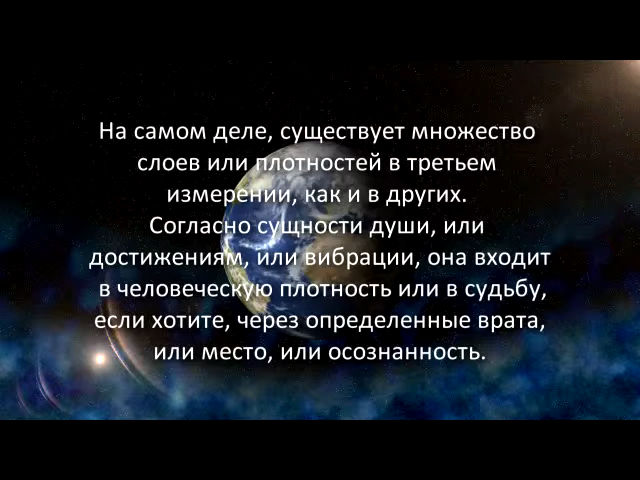 На самом деле, существует множество
слоев или плотностей в третьем
измерении, как и в других.
Согласно сущности души, или
достижениям, или вибрации, она входит
в человеческую плотность или в судьбу,
если хотите, через определенные врата,
или место, или осознанность.